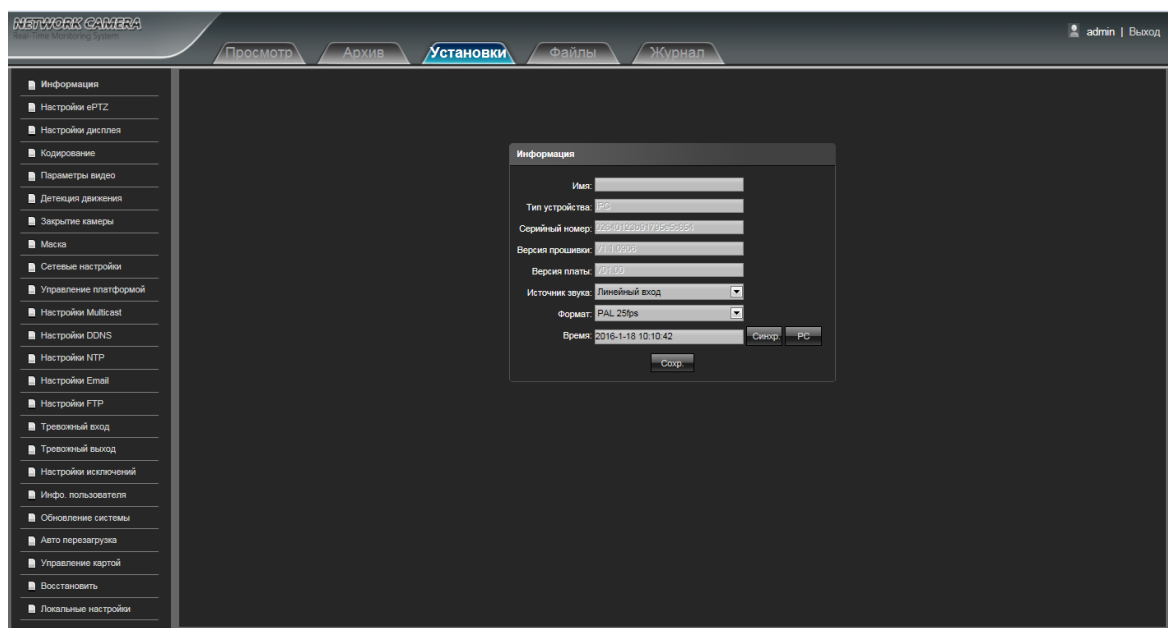 NETWORK CAMERA
Real-Time Monitoring System
admin | Выход
Просмотр Архив Установки Файлы Журнал
Информация
Настройки ePTZ
Настройки дисплея
Кодирование
Параметры видео
Детекция движения
Закрытие камеры
Маска
Сетевые настройки
Управление платформой
Настройки Multicast
Настройки DDNS
Настройки NTP
Настройки Email
Настройки FTP
Тревожный вход
Тревожный выход
Настройки исключений
Инфо. пользователя
Обновление системы
Авто перезагрузка
Управление картой
Восстановить
Локальные настройки
Информация
Имя:
Тип устройства: IPC
Серийный номер:
Версия прошивки:
Версия платы:
Источник звука: Линейный вход
Формат: PAL 25fps
Время: 2016-1-18 10:10:42 Синхр. PC
Сохр.